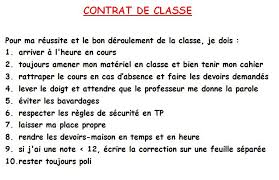 CONTRAT DE CLASSE
Pour ma réussite et le bon déroulement de la classe, je dois :
1. arriver à l'heure en cours
2. toujours amener mon matériel en classe et bien tenir mon cahier
3. rattraper le cours en cas d'absence et faire les devoirs demandés
4. lever le doigt et attendre que le professeur me donne la parole
5. éviter les bavardages
6. respecter les règles de sécurité en TP
7. laisser ma place propre
8. rendre les devoirs-maison en temps et en heure
9. si j'ai une note < 12, écrire la correction sur une feuille séparée
10.rester toujours poli